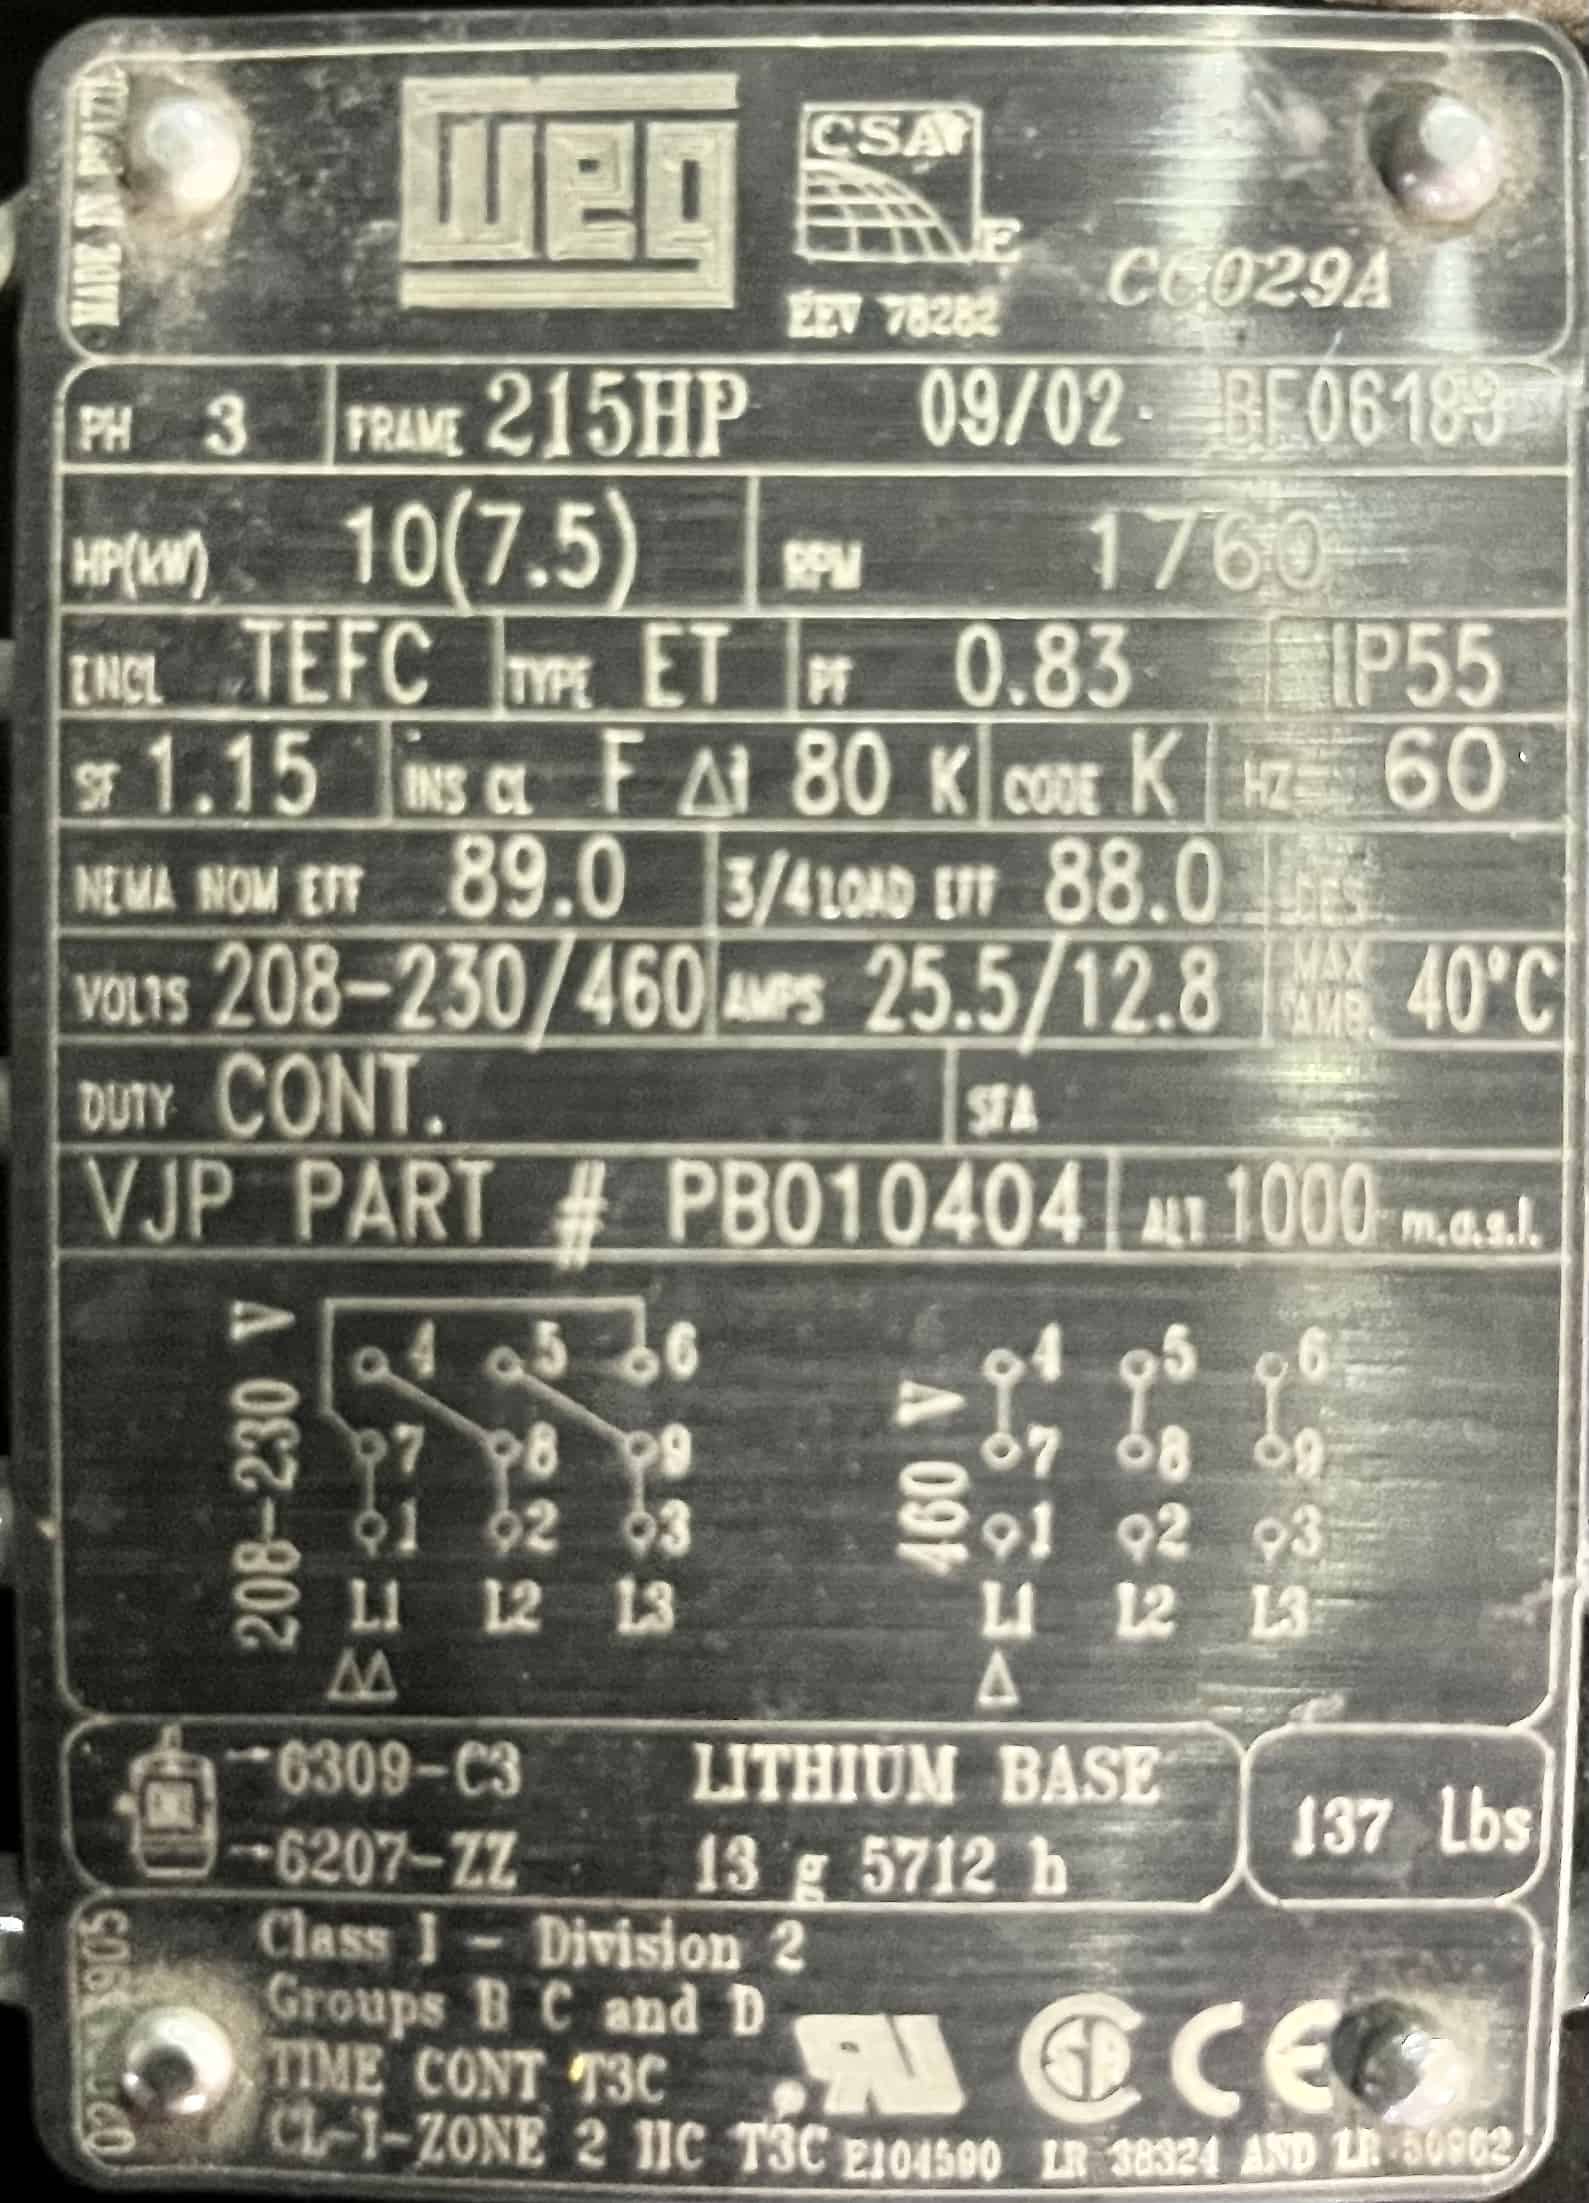 WEG
CSA
E
EEV 78282
CC029A
PH 3 FRAME 215HP 09/02 BF06189
HP(kW) 10(7.5) RPM 1760
ENCL TEFC TYPE ET PF 0.83 IP55
SF 1.15 INS CL F Δi 80 K CODE K HZ 60
NEMA NOM EFF 89.0 3/4 LOAD EFF 88.0 DES
VOLTS 208-230/460 AMPS 25.5/12.8 MAX AMB. 40°C
DUTY CONT. SFA
VJP PART # PB010404 ALT 1000 m.a.s.l.
208-230 V
4 5 6
7 8 9
1 2 3
L1 L2 L3
ΔΔ
460 V
4 5 6
7 8 9
1 2 3
L1 L2 L3
Δ
6309-C3 LITHIUM BASE
6207-ZZ 13 g 5712 h
137 Lbs
Class I - Division 2
Groups B C and D
TIME CONT T3C
CL-I-ZONE 2 IIC T3C
E104590 LR 38324 AND LR 50962
CE
MADE IN